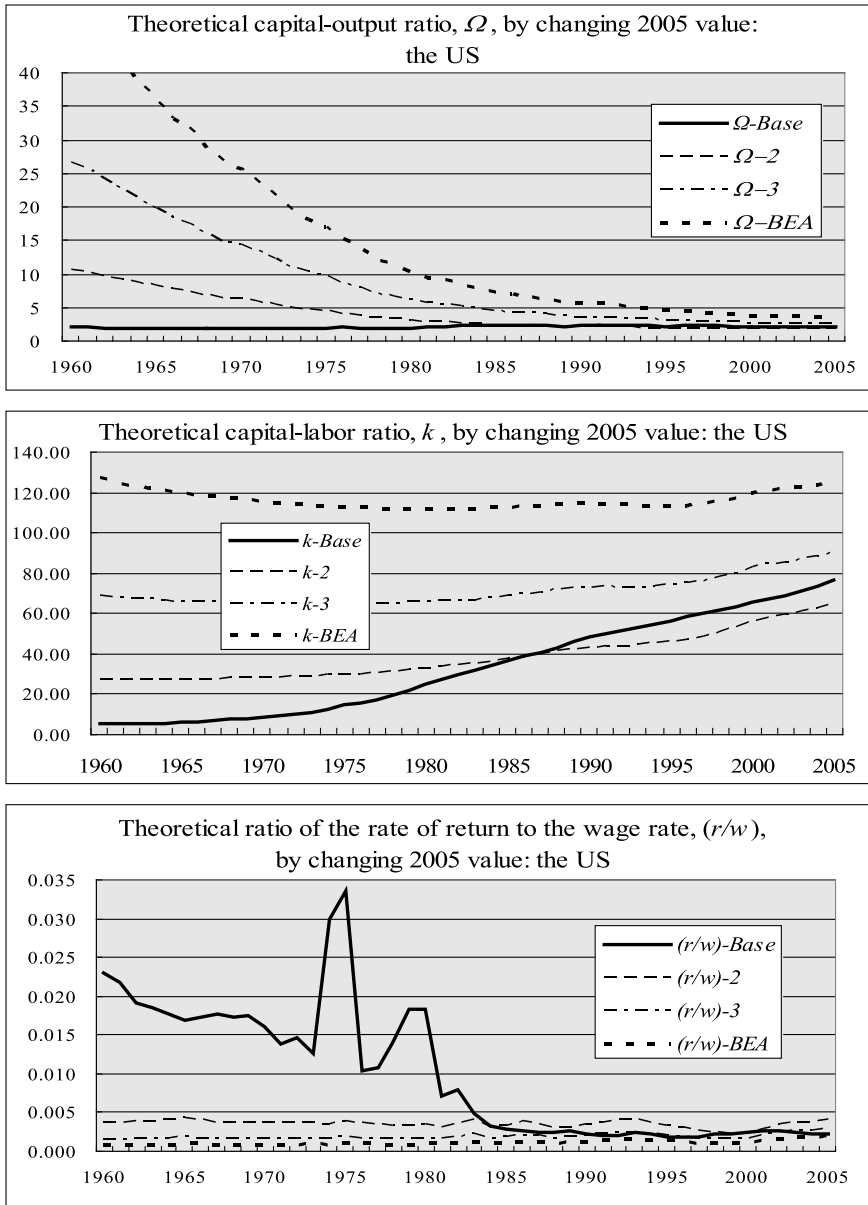 Theoretical capital-output ratio, Ω, by changing 2005 value:
the US
40
35
30
25
20
15
10
5
0
Ω-Base
Ω−2
Ω−3
Ω−BEA
1960 1965 1970 1975 1980 1985 1990 1995 2000 2005
Theoretical capital-labor ratio, k, by changing 2005 value: the US
140.00
120.00
100.00
80.00
60.00
40.00
20.00
0.00
k-Base
k-2
k-3
k-BEA
1960 1965 1970 1975 1980 1985 1990 1995 2000 2005
Theoretical ratio of the rate of return to the wage rate, (r/w),
by changing 2005 value: the US
0.035
0.030
0.025
0.020
0.015
0.010
0.005
0.000
(r/w)-Base
(r/w)-2
(r/w)-3
(r/w)-BEA
1960 1965 1970 1975 1980 1985 1990 1995 2000 2005